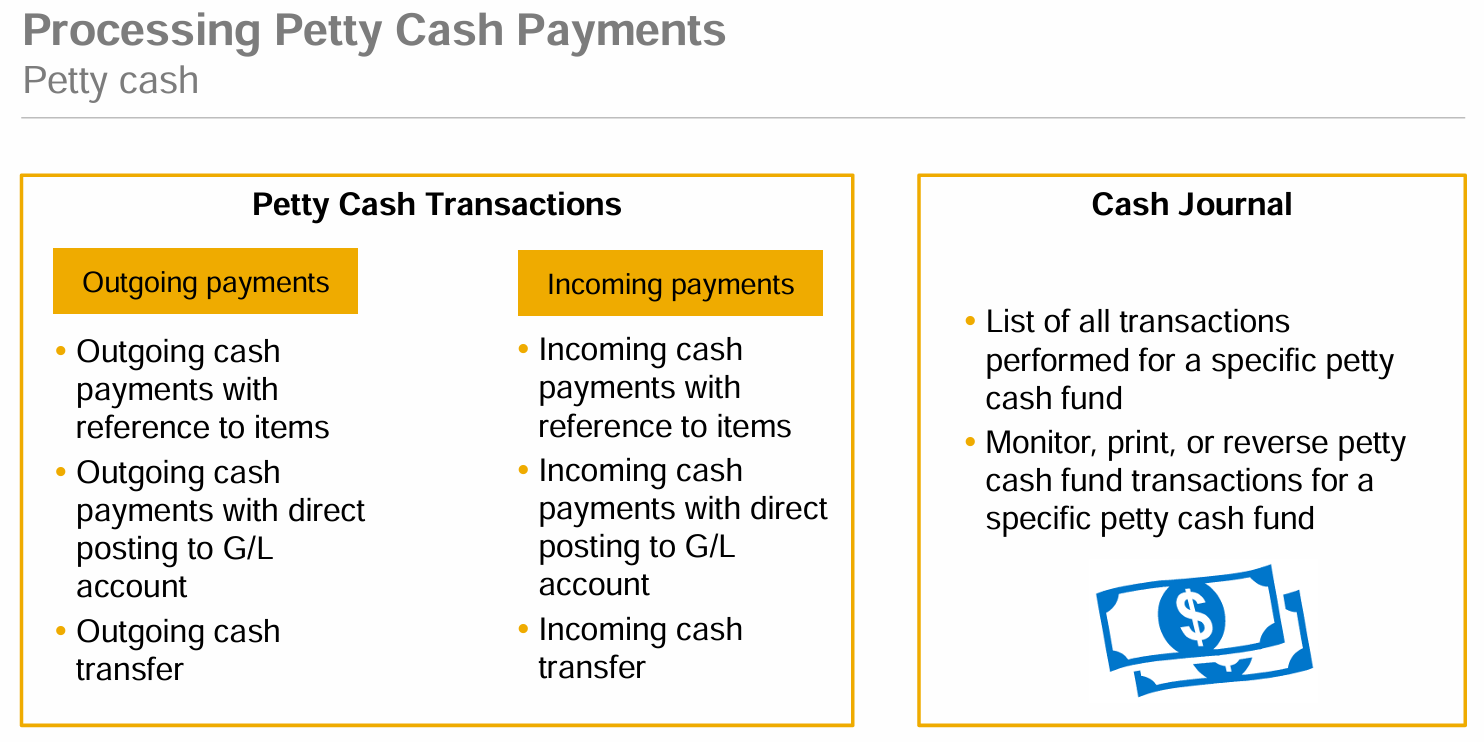 Processing Petty Cash Payments
Petty cash
Petty Cash Transactions
Outgoing payments
• Outgoing cash
payments with
reference to items
• Outgoing cash
payments with direct
posting to G/L
account
• Outgoing cash
transfer
Incoming payments
• Incoming cash
payments with
reference to items
• Incoming cash
payments with direct
posting to G/L
account
• Incoming cash
transfer
Cash Journal
• List of all transactions
performed for a specific petty
cash fund
• Monitor, print, or reverse petty
cash fund transactions for a
specific petty cash fund
$